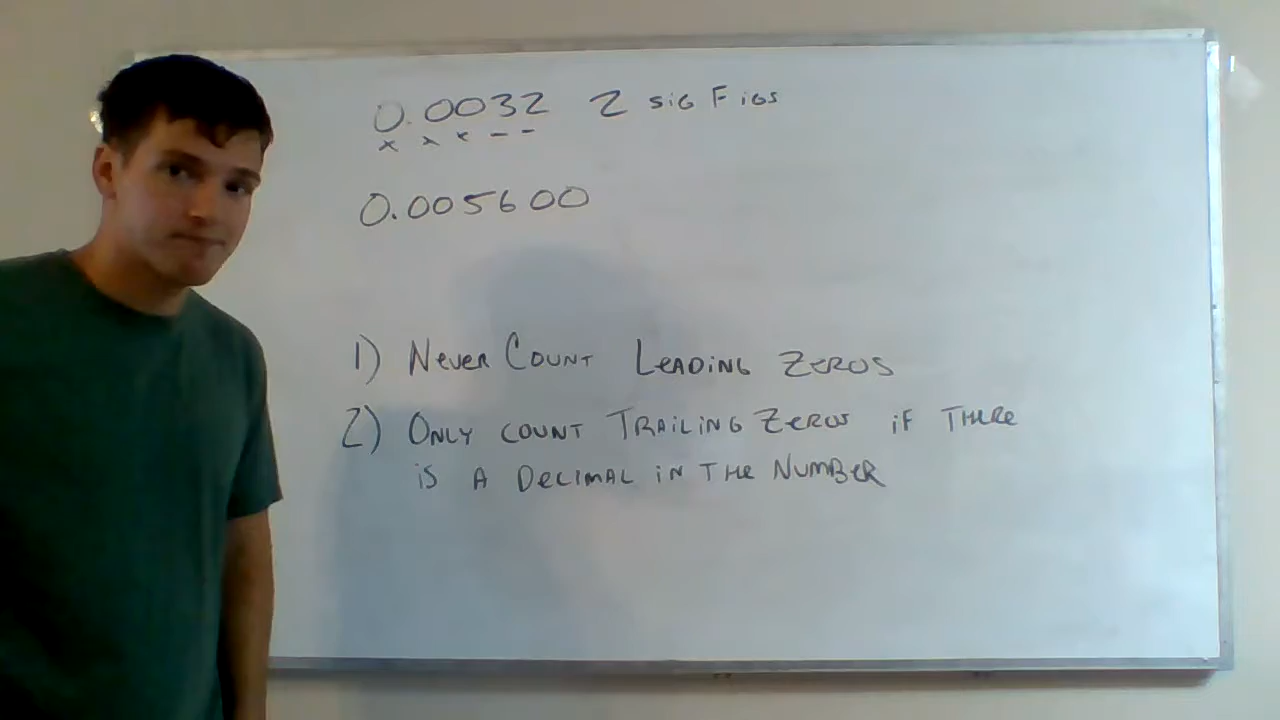 0.0032 2 SiG FiGS
x x x – –
0.005600
1) NEVER COUNT LEADiNG ZEROS
2) ONLY COUNT TRAiLiNG ZEROS iF THERE
iS A DECIMAL iN THE NUMBER